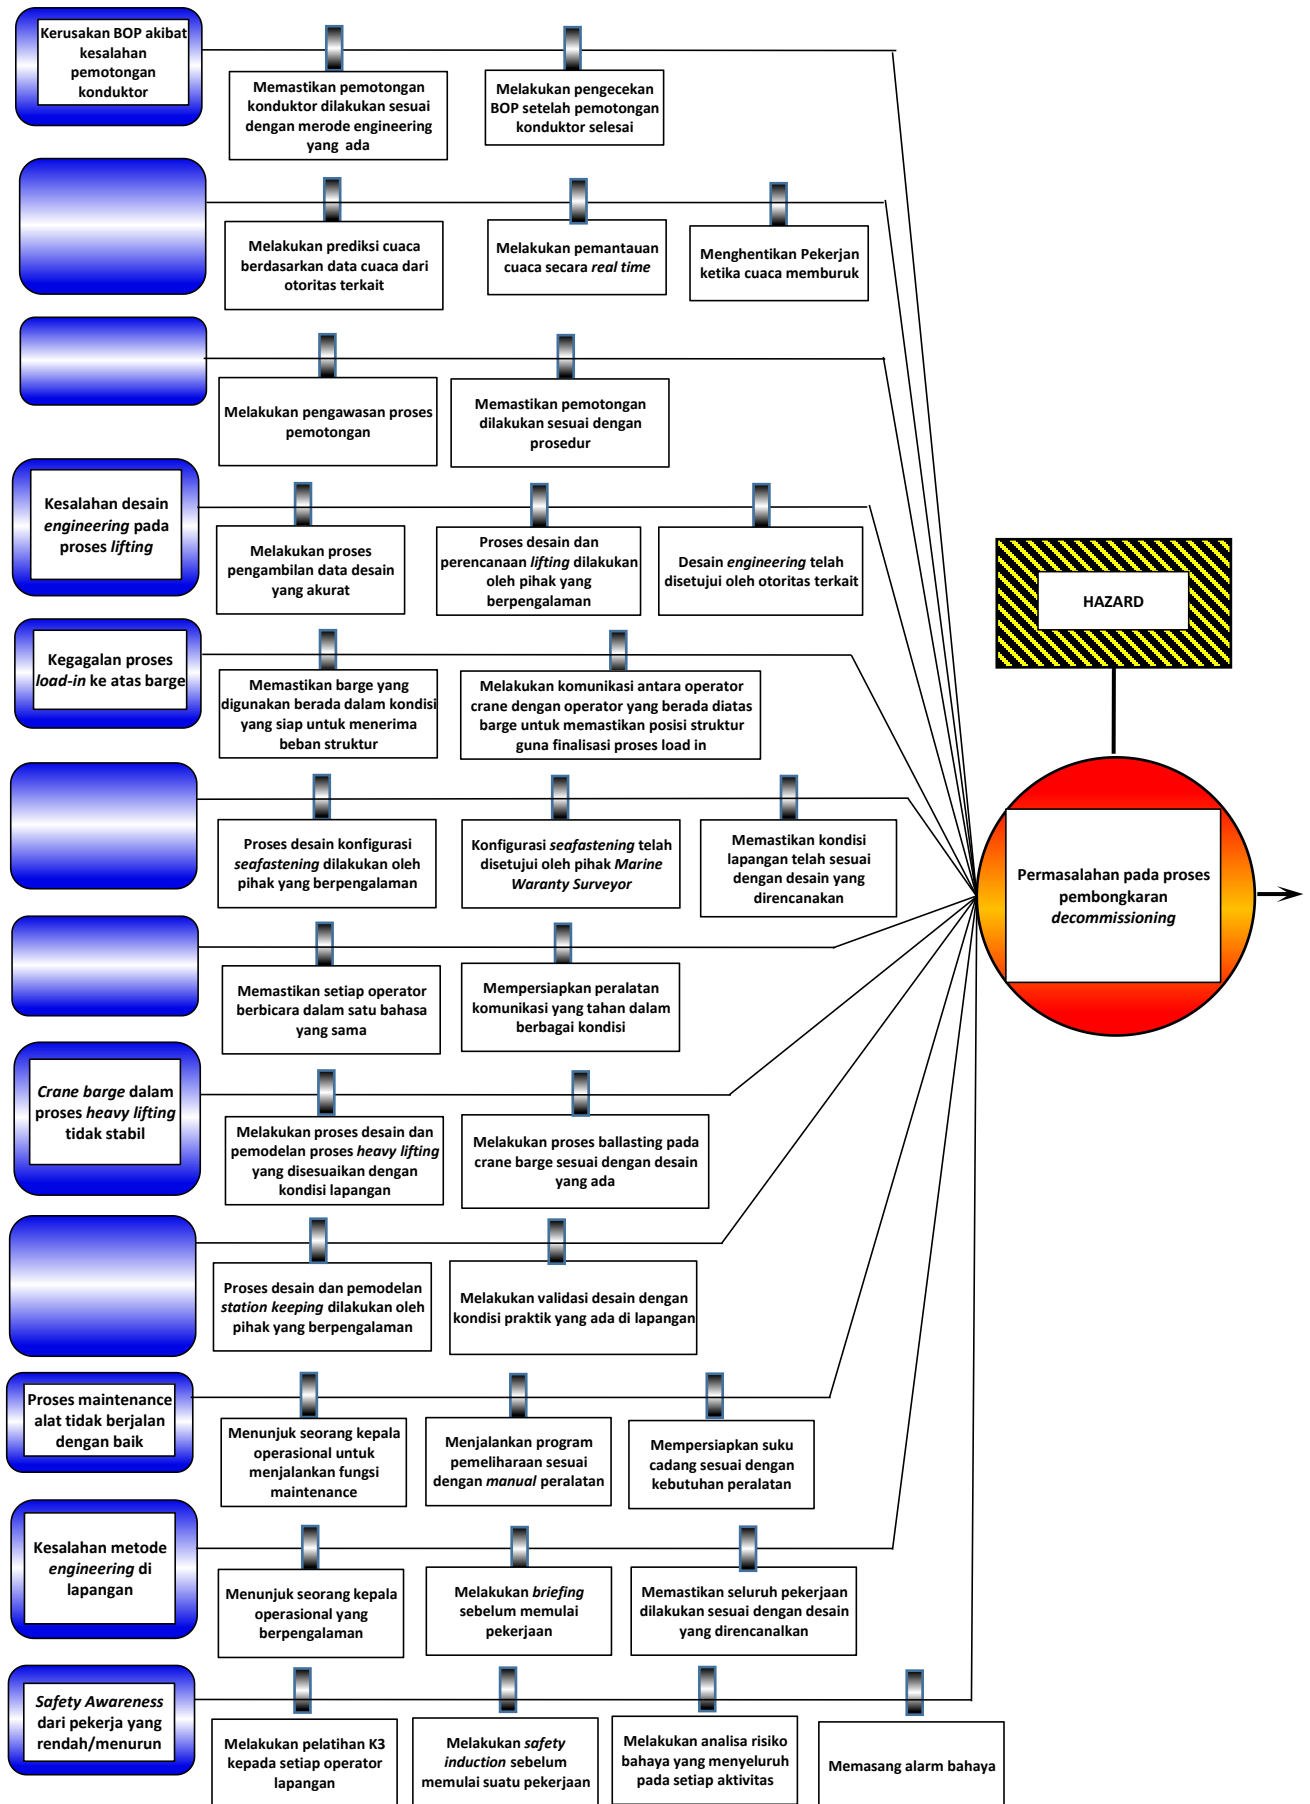 Kerusakan BOP akibat
kesalahan
pemotongan
konduktor
Memastikan pemotongan
konduktor dilakukan sesuai
dengan merode engineering
yang ada
Melakukan pengecekan
BOP setelah pemotongan
konduktor selesai
Melakukan prediksi cuaca
berdasarkan data cuaca dari
otoritas terkait
Melakukan pemantauan
cuaca secara real time
Menghentikan Pekerjan
ketika cuaca memburuk
Melakukan pengawasan proses
pemotongan
Memastikan pemotongan
dilakukan sesuai dengan
prosedur
Kesalahan desain
engineering pada
proses lifting
Melakukan proses
pengambilan data desain
yang akurat
Proses desain dan
perencanaan lifting dilakukan
oleh pihak yang
berpengalaman
Desain engineering telah
disetujui oleh otoritas terkait
HAZARD
Kegagalan proses
load-in ke atas barge
Memastikan barge yang
digunakan berada dalam kondisi
yang siap untuk menerima
beban struktur
Melakukan komunikasi antara operator
crane dengan operator yang berada diatas
barge untuk memastikan posisi struktur
guna finalisasi proses load in
Proses desain konfigurasi
seafastening dilakukan oleh
pihak yang berpengalaman
Konfigurasi seafastening telah
disetujui oleh pihak Marine
Waranty Surveyor
Memastikan kondisi
lapangan telah sesuai
dengan desain yang
direncanakan
Permasalahan pada proses
pembongkaran
decommissioning
Memastikan setiap operator
berbicara dalam satu bahasa
yang sama
Mempersiapkan peralatan
komunikasi yang tahan dalam
berbagai kondisi
Crane barge dalam
proses heavy lifting
tidak stabil
Melakukan proses desain dan
pemodelan proses heavy lifting
yang disesuaikan dengan
kondisi lapangan
Melakukan proses ballasting pada
crane barge sesuai dengan desain
yang ada
Proses desain dan pemodelan
station keeping dilakukan oleh
pihak yang berpengalaman
Melakukan validasi desain dengan
kondisi praktik yang ada di lapangan
Proses maintenance
alat tidak berjalan
dengan baik
Menunjuk seorang kepala
operasional untuk
menjalankan fungsi
maintenance
Menjalankan program
pemeliharaan sesuai
dengan manual peralatan
Mempersiapkan suku
cadang sesuai dengan
kebutuhan peralatan
Kesalahan metode
engineering di
lapangan
Menunjuk seorang kepala
operasional yang
berpengalaman
Melakukan briefing
sebelum memulai
pekerjaan
Memastikan seluruh pekerjaan
dilakukan sesuai dengan desain
yang direncanalkan
Safety Awareness
dari pekerja yang
rendah/menurun
Melakukan pelatihan K3
kepada setiap operator
lapangan
Melakukan safety
induction sebelum
memulai suatu pekerjaan
Melakukan analisa risiko
bahaya yang menyeluruh
pada setiap aktivitas
Memasang alarm bahaya